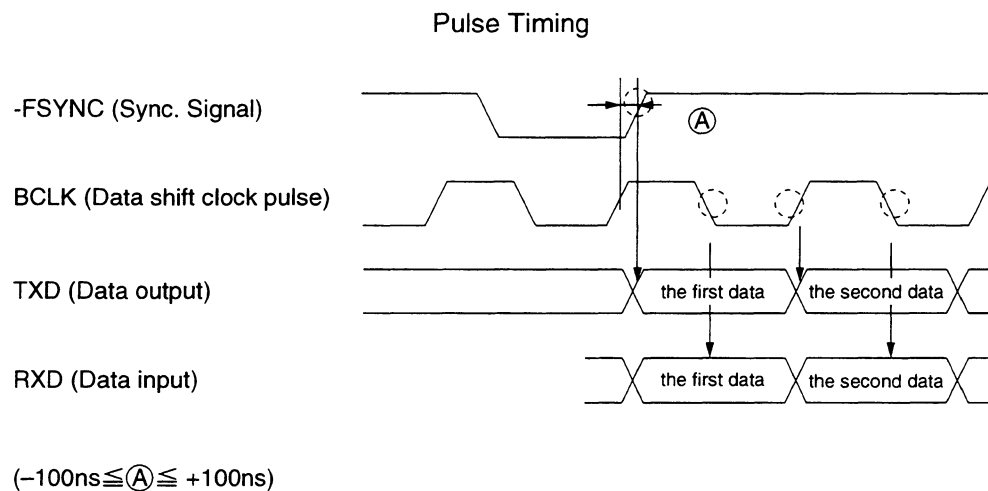 Pulse Timing
-FSYNC (Sync. Signal)
Ⓐ
BCLK (Data shift clock pulse)
TXD (Data output)
the first data
the second data
RXD (Data input)
the first data
the second data
(–100ns≦Ⓐ≦ +100ns)